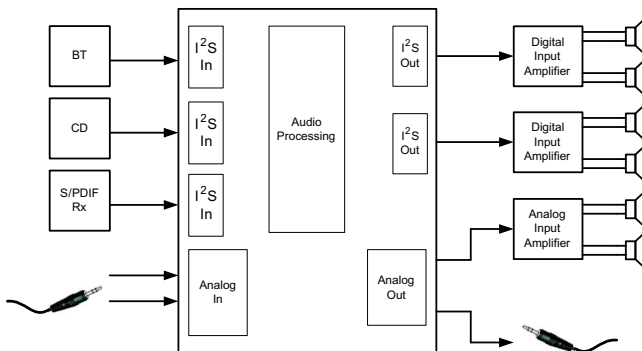 BT
I²S
In
CD
I²S
In
S/PDIF
Rx
I²S
In
Analog
In
Audio
Processing
I²S
Out
I²S
Out
Analog
Out
Digital
Input
Amplifier
Digital
Input
Amplifier
Analog
Input
Amplifier